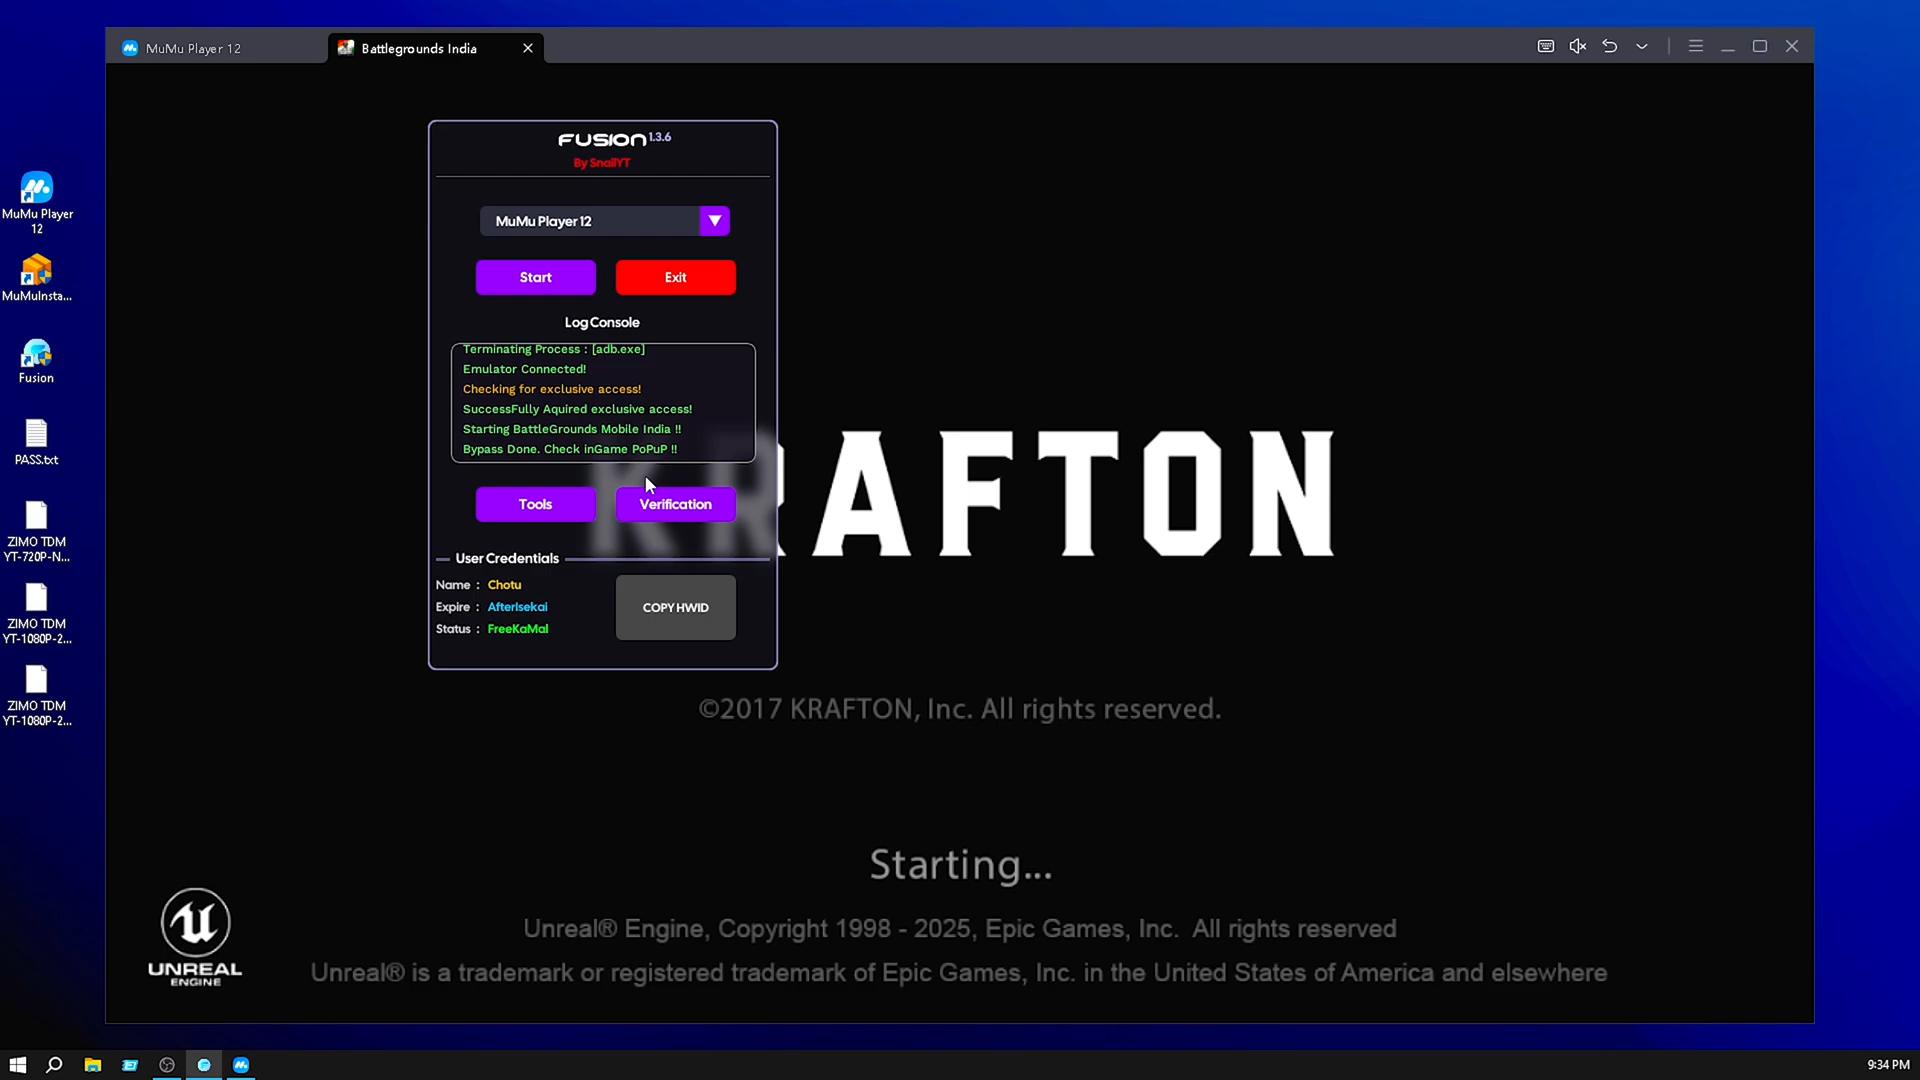 MuMu Player 12
Battlegrounds India
FUSION 1.3.6
By SnailYT
MuMu Player 12
Start
Exit
Log Console
Terminating Process : [adb.exe]
Emulator Connected!
Checking for exclusive access!
SuccessFully Aquired exclusive access!
Starting BattleGrounds Mobile India !!
Bypass Done. Check inGame PoPuP !!
Tools
Verification
User Credentials
Name : Chotu
Expire : AfterIsekai
Status : FreeKaMal
COPY HWID
KRAFTON
©2017 KRAFTON, Inc. All rights reserved.
Starting...
UNREAL
ENGINE
Unreal® Engine, Copyright 1998 - 2025, Epic Games, Inc. All rights reserved
Unreal® is a trademark or registered trademark of Epic Games, Inc. in the United States of America and elsewhere
MuMu Player
12
MuMuInsta...
Fusion
PASS.txt
ZIMO TDM
YT-720P-N...
ZIMO TDM
YT-1080P-2...
ZIMO TDM
YT-1080P-2...
9:34 PM